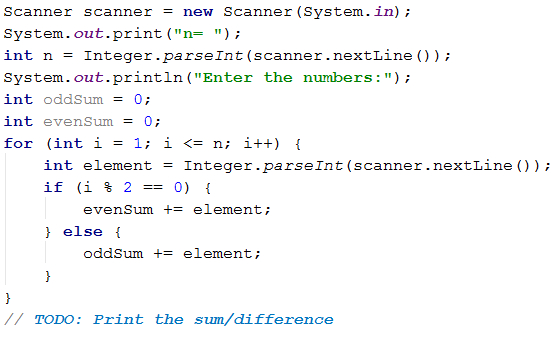 Scanner scanner = new Scanner(System.in);
System.out.print("n= ");
int n = Integer.parseInt(scanner.nextLine());
System.out.println("Enter the numbers:");
int oddSum = 0;
int evenSum = 0;
for (int i = 1; i <= n; i++) {
    int element = Integer.parseInt(scanner.nextLine());
    if (i % 2 == 0) {
        evenSum += element;
    } else {
        oddSum += element;
    }
}
// TODO: Print the sum/difference